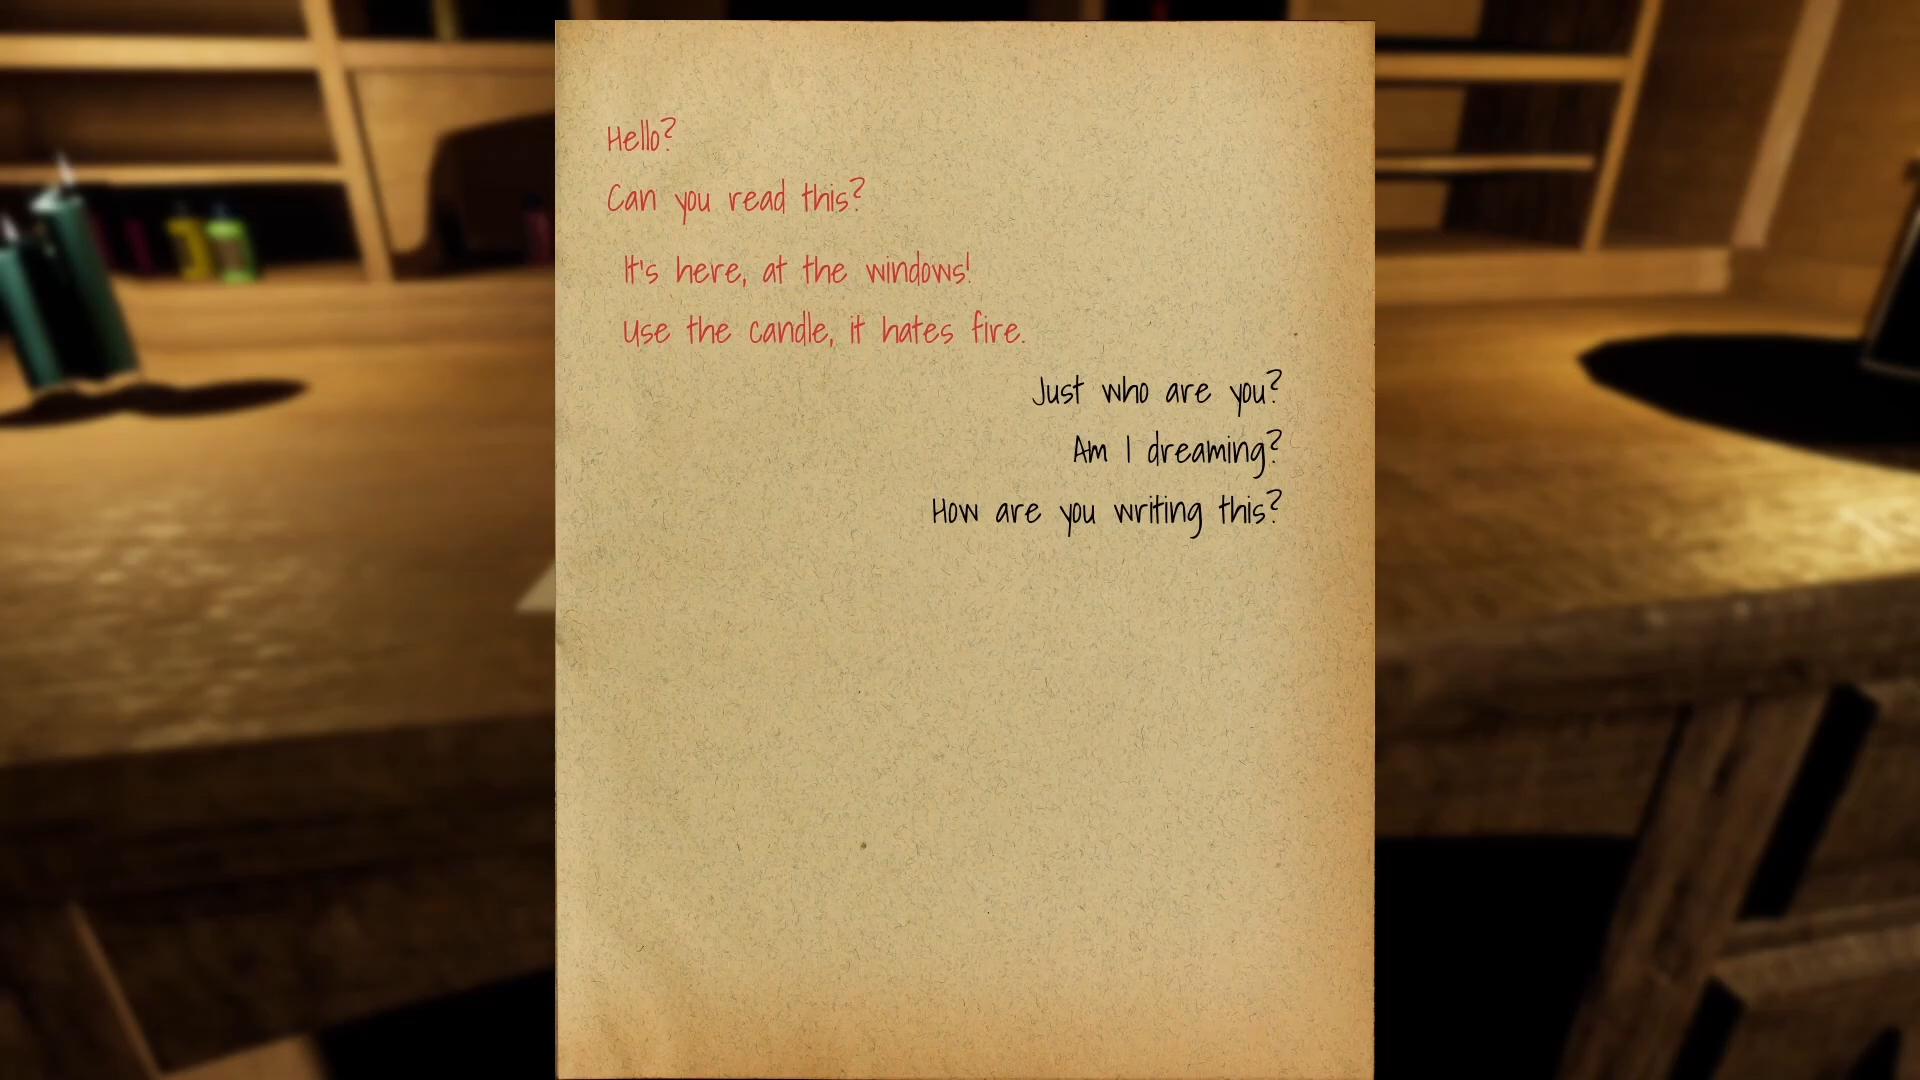 Hello?
Can you read this?
It's here, at the windows!
Use the candle, it hates fire.
Just who are you?
Am I dreaming?
How are you writing this?